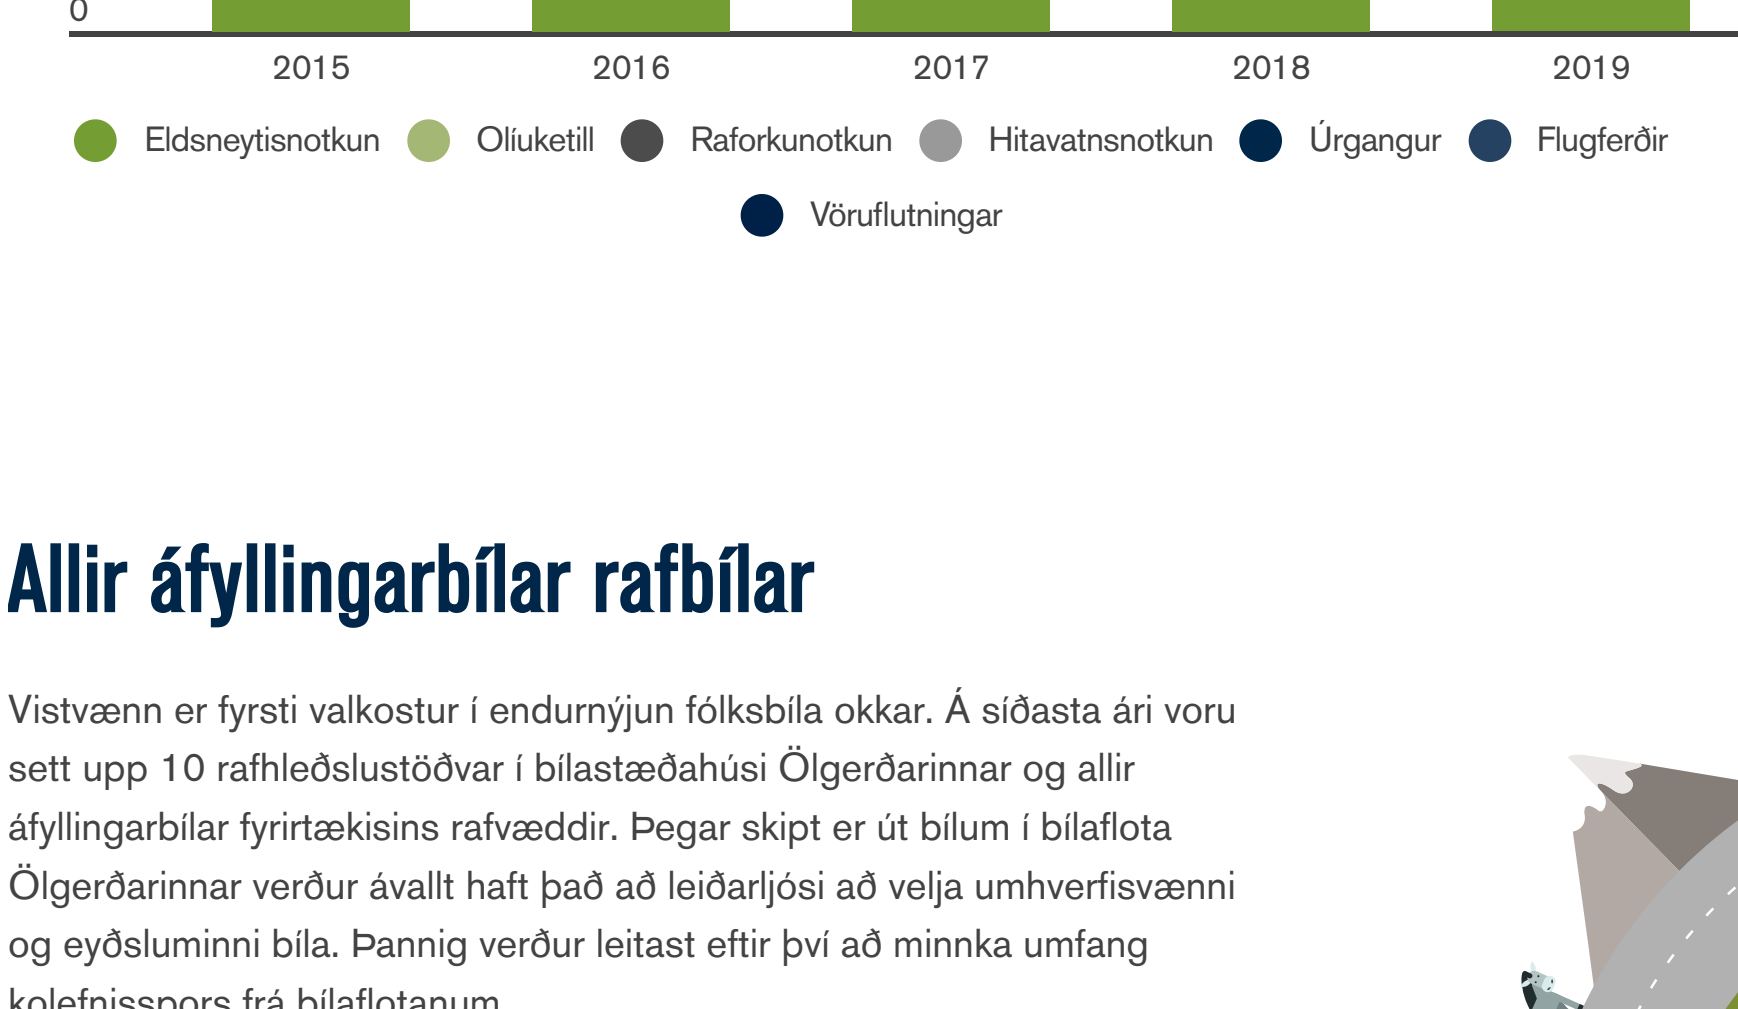 0
2015 2016 2017 2018 2019
Eldsneytisnotkun Olíuketill Raforkunotkun Hitavatnsnotkun Úrgangur Flugferðir
Vöruflutningar
Allir áfyllingarbílar rafbílar
Vistvænn er fyrsti valkostur í endurnýjun fólksbíla okkar. Á síðasta ári voru
sett upp 10 rafhleðslustöðvar í bílastæðahúsi Ölgerðarinnar og allir
áfyllingarbílar fyrirtækisins rafvæddir. Þegar skipt er út bílum í bílaflota
Ölgerðarinnar verður ávallt haft það að leiðarljósi að velja umhverfisvænni
og eyðsluminni bíla. Þannig verður leitast eftir því að minnka umfang
kolefnisspors frá bílaflotanum